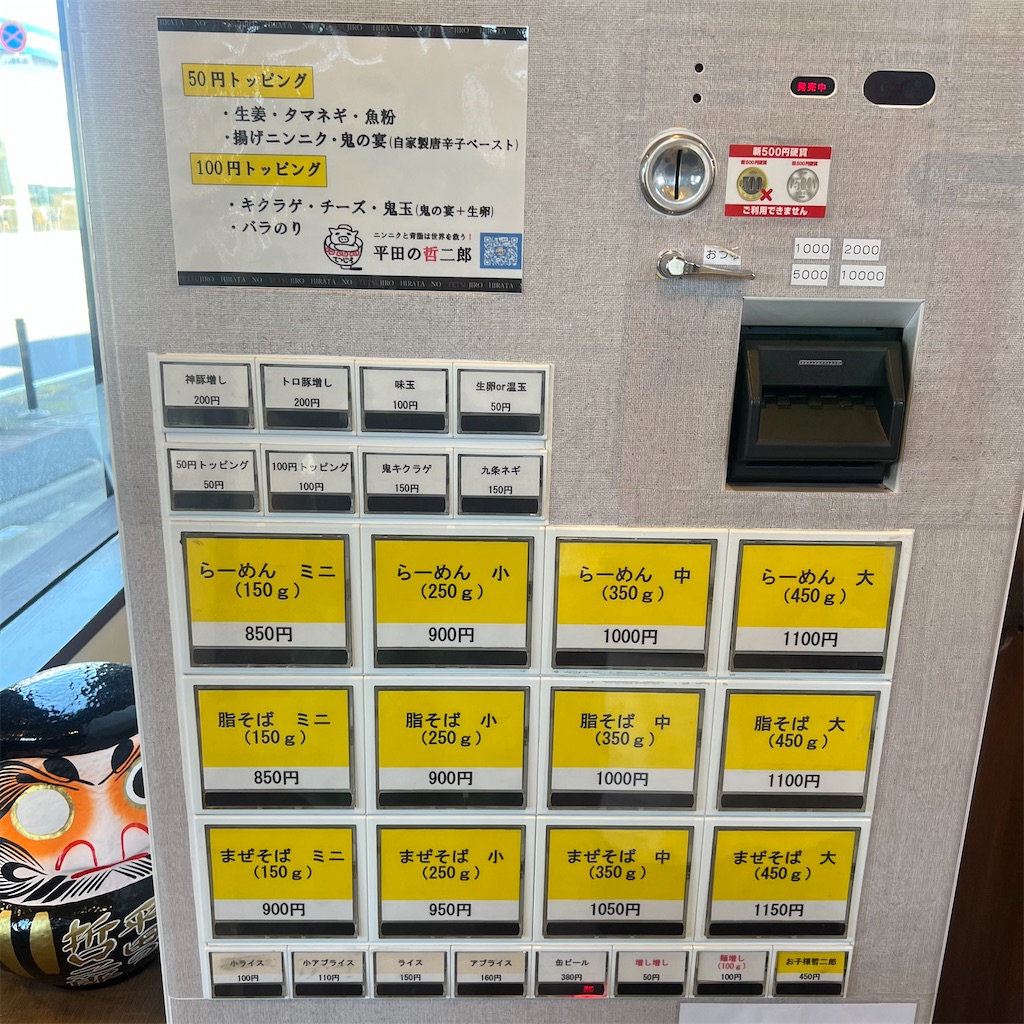 JIRO HIRATA NO
50円トッピング
・生姜・タマネギ・魚粉
・揚げニンニク・鬼の宴(自家製唐辛子ペースト)
100円トッピング
・キクラゲ・チーズ・鬼玉(鬼の宴＋生卵)
・バラのり
ニンニクと背脂は世界を救う！
平田の哲二郎
JIRO HIRATA NO
発売中
新500円硬貨
500
500
ご利用できません
おつり
1000 2000
5000 10000
神豚増し 200円
トロ豚増し 200円
味玉 100円
生卵or温玉 50円
50円トッピング 50円
100円トッピング 100円
鬼キクラゲ 150円
九条ネギ 150円
らーめん ミニ
(150ｇ)
850円
らーめん 小
(250ｇ)
900円
らーめん 中
(350ｇ)
1000円
らーめん 大
(450ｇ)
1100円
脂そば ミニ
(150ｇ)
850円
脂そば 小
(250ｇ)
900円
脂そば 中
(350ｇ)
1000円
脂そば 大
(450ｇ)
1100円
まぜそば ミニ
(150ｇ)
900円
まぜそば 小
(250ｇ)
950円
まぜそば 中
(350ｇ)
1050円
まぜそば 大
(450ｇ)
1150円
小ライス 100円
小アブライス 110円
ライス 150円
アブライス 160円
缶ビール 380円
増し増し 50円
麺増し (100ｇ) 100円
お子様哲二郎 450円
哲